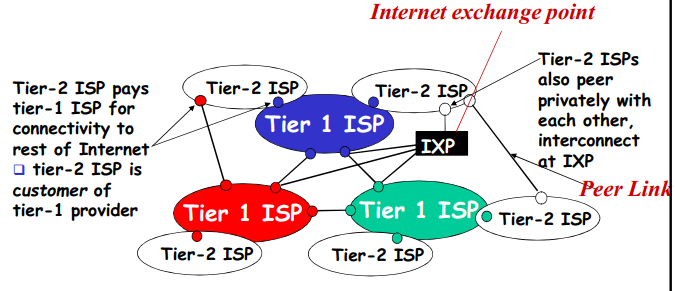 Internet exchange point
Tier-2 ISP pays
tier-1 ISP for
connectivity to
rest of Internet
❑ tier-2 ISP is
customer of
tier-1 provider
Tier-2 ISP
Tier-2 ISP
Tier-2 ISPs
also peer
privately with
each other,
interconnect
at IXP
Tier 1 ISP
IXP
Peer Link
Tier 1 ISP
Tier 1 ISP
Tier-2 ISP
Tier-2 ISP
Tier-2 ISP